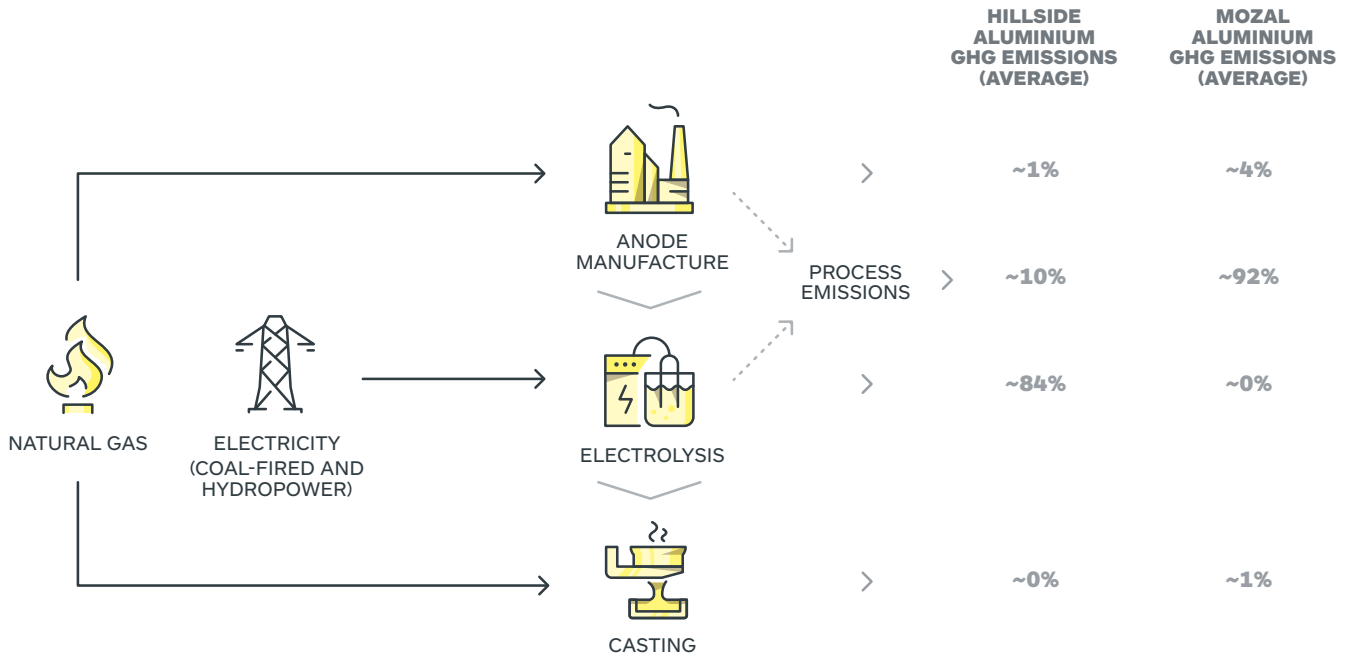 HILLSIDE
ALUMINIUM
GHG EMISSIONS
(AVERAGE)
MOZAL
ALUMINIUM
GHG EMISSIONS
(AVERAGE)
~1%
~4%
ANODE
MANUFACTURE
PROCESS
EMISSIONS
~10%
~92%
~84%
~0%
NATURAL GAS
ELECTRICITY
(COAL-FIRED AND
HYDROPOWER)
ELECTROLYSIS
~0%
~1%
CASTING